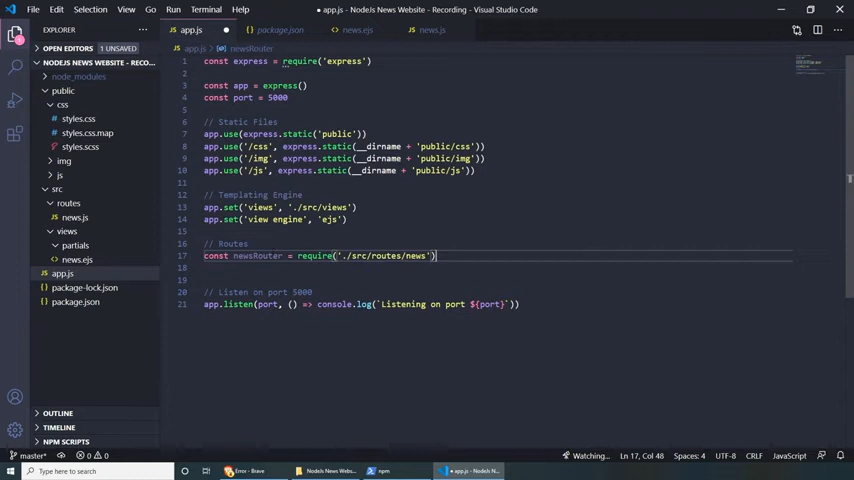 File Edit Selection View Go Run Terminal Help
● app.js - NodeJs News Website - Recording - Visual Studio Code
EXPLORER
app.js
package.json
news.ejs
news.js
OPEN EDITORS 1 UNSAVED
app.js > newsRouter
NODEJS NEWS WEBSITE - RECO...
node_modules
public
css
styles.css
styles.css.map
styles.scss
img
js
src
routes
news.js
views
partials
news.ejs
app.js
package-lock.json
package.json
OUTLINE
TIMELINE
NPM SCRIPTS
1 const express = require('express')
2
3 const app = express()
4 const port = 5000
5
6 // Static Files
7 app.use(express.static('public'))
8 app.use('/css', express.static(__dirname + 'public/css'))
9 app.use('/img', express.static(__dirname + 'public/img'))
10 app.use('/js', express.static(__dirname + 'public/js'))
11
12 // Templating Engine
13 app.set('views', './src/views')
14 app.set('view engine', 'ejs')
15
16 // Routes
17 const newsRouter = require('./src/routes/news')
18
19
20 // Listen on port 5000
21 app.listen(port, () => console.log(`Listening on port ${port}`))
master* 0 0 Watching... Ln 17, Col 48 Spaces: 4 UTF-8 CRLF JavaScript
Type here to search
Error - Brave
NodeJs News Websi...
npm
● app.js - NodeJs N...